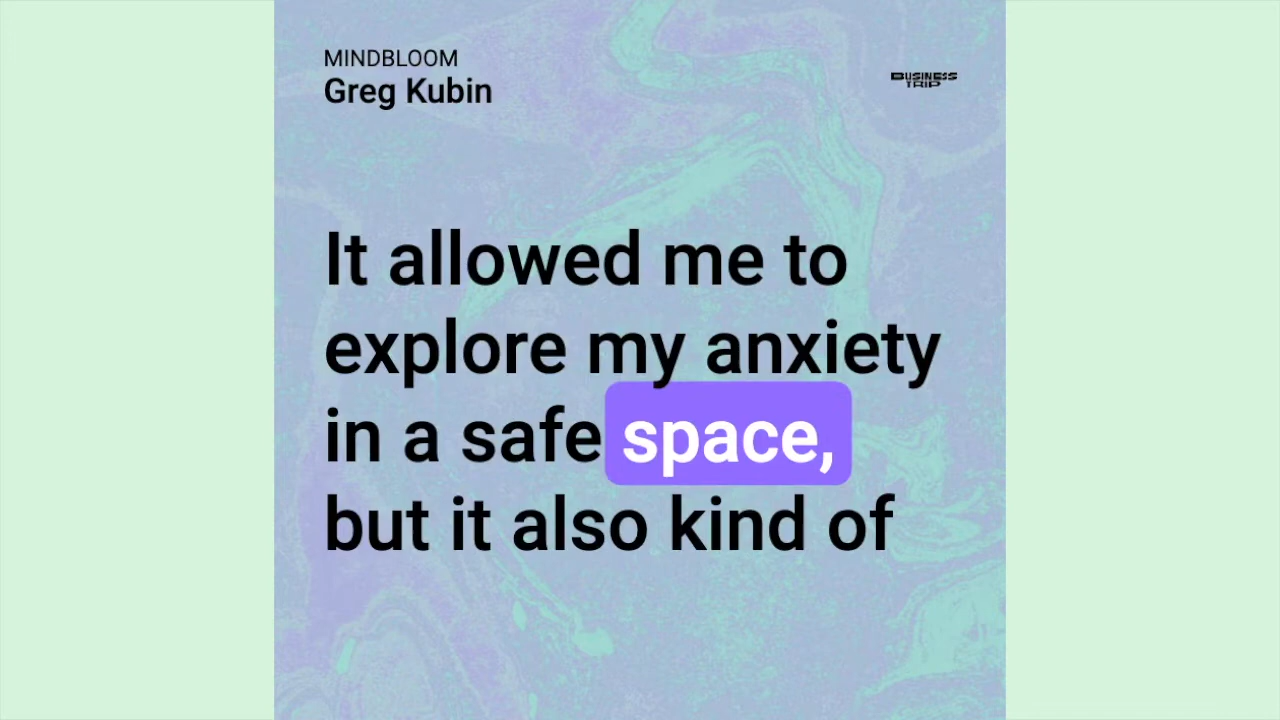 MINDBLOOM
Greg Kubin
BUSINESS
TRIP
It allowed me to
explore my anxiety
in a safe space,
but it also kind of